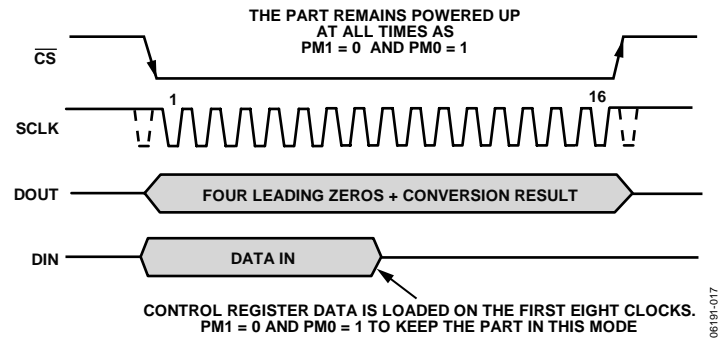 THE PART REMAINS POWERED UP
AT ALL TIMES AS
PM1 = 0 AND PM0 = 1
CS
1
16
SCLK
DOUT
FOUR LEADING ZEROS + CONVERSION RESULT
DIN
DATA IN
CONTROL REGISTER DATA IS LOADED ON THE FIRST EIGHT CLOCKS.
PM1 = 0 AND PM0 = 1 TO KEEP THE PART IN THIS MODE
06191-017